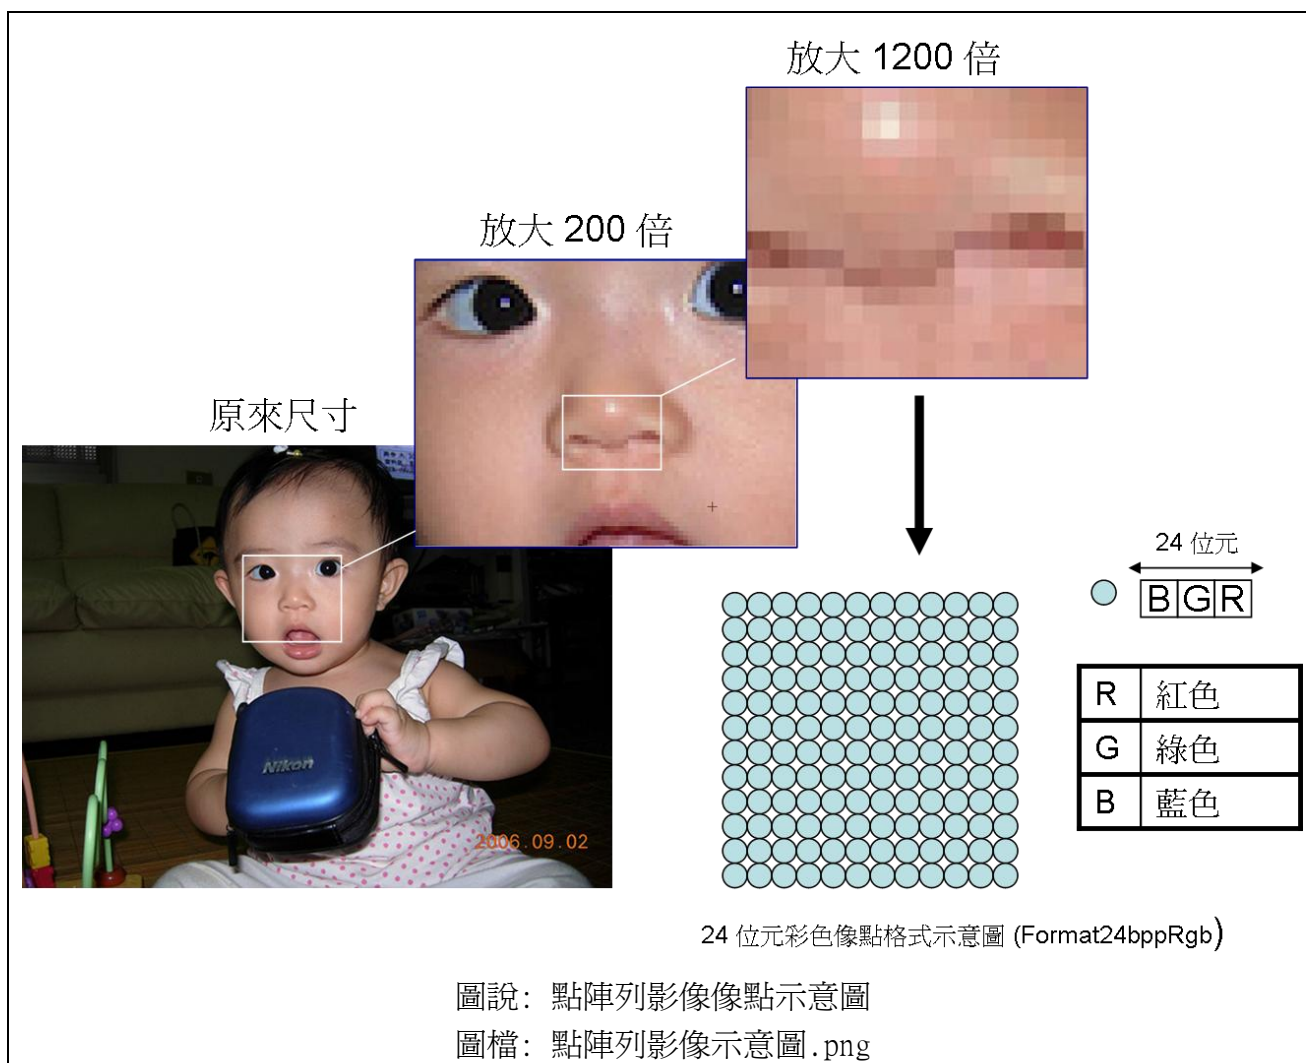 放大 1200 倍
放大 200 倍
原來尺寸
Nikon
2006.09.02
24 位元
B G R
R 紅色
G 綠色
B 藍色
24 位元彩色像點格式示意圖 (Format24bppRgb)
圖說: 點陣列影像像點示意圖
圖檔: 點陣列影像示意圖.png